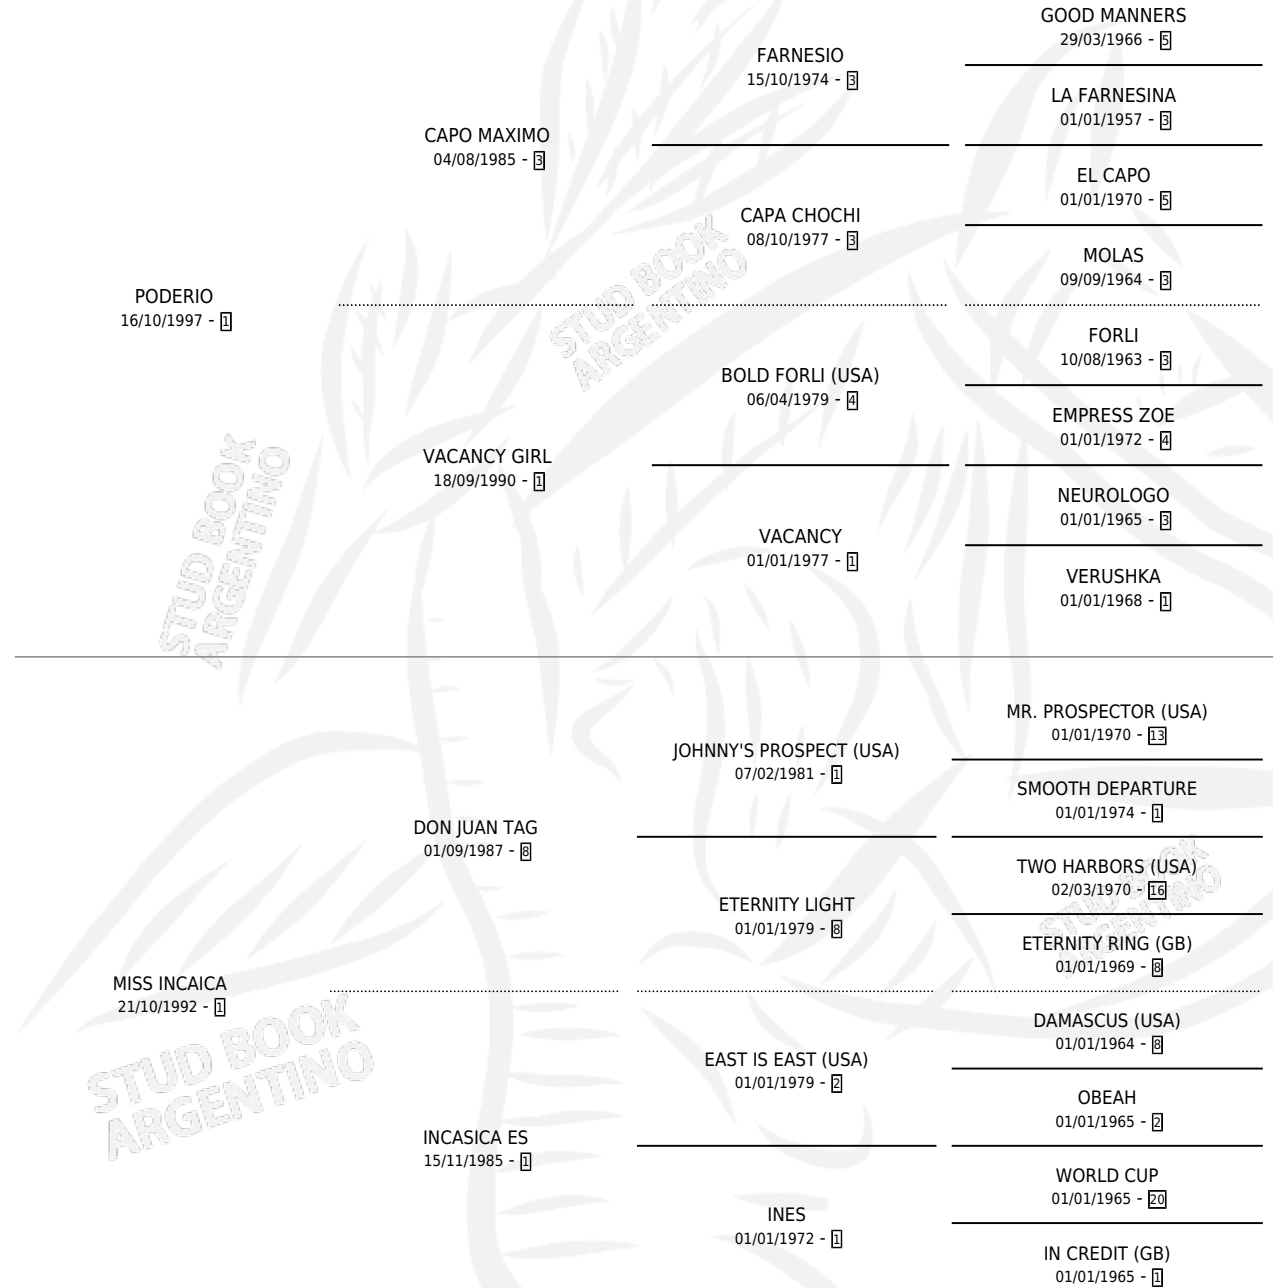 GOOD MANNERS
29/03/1966 - 5
FARNESIO
15/10/1974 - 3
LA FARNESINA
01/01/1957 - 3
CAPO MAXIMO
04/08/1985 - 3
EL CAPO
01/01/1970 - 5
CAPA CHOCHI
08/10/1977 - 3
MOLAS
09/09/1964 - 3
PODERIO
16/10/1997 - 1
STUD BOOK
ARGENTINO
FORLI
10/08/1963 - 3
BOLD FORLI (USA)
06/04/1979 - 4
EMPRESS ZOE
01/01/1972 - 4
VACANCY GIRL
18/09/1990 - 1
NEUROLOGO
01/01/1965 - 3
VACANCY
01/01/1977 - 1
VERUSHKA
01/01/1968 - 1
STUD BOOK
ARGENTINO
MR. PROSPECTOR (USA)
01/01/1970 - 13
JOHNNY'S PROSPECT (USA)
07/02/1981 - 1
SMOOTH DEPARTURE
01/01/1974 - 1
DON JUAN TAG
01/09/1987 - 8
TWO HARBORS (USA)
02/03/1970 - 16
ETERNITY LIGHT
01/01/1979 - 8
STUD BOOK
ARGENTINO
ETERNITY RING (GB)
01/01/1969 - 8
MISS INCAICA
21/10/1992 - 1
DAMASCUS (USA)
01/01/1964 - 8
EAST IS EAST (USA)
01/01/1979 - 2
OBEAH
01/01/1965 - 2
STUD BOOK
ARGENTINO
INCASICA ES
15/11/1985 - 1
WORLD CUP
01/01/1965 - 20
INES
01/01/1972 - 1
IN CREDIT (GB)
01/01/1965 - 1